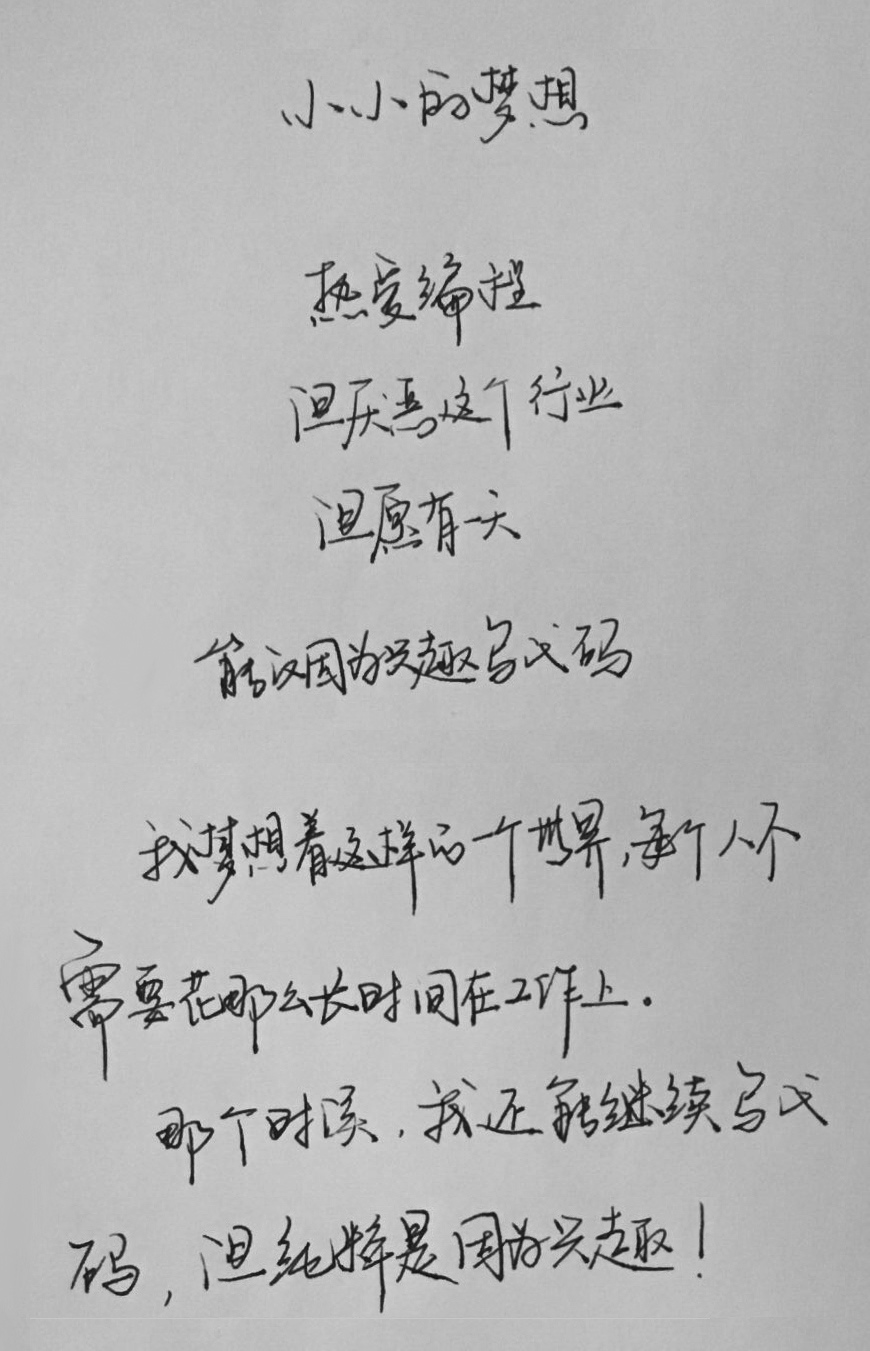 小小的梦想
热爱编程
但厌恶这个行业
但愿有一天
能仅因为兴趣写代码
我梦想着这样的一个世界,每个人不
需要花那么长时间在工作上.
那个时候,我还能继续写代
码,但纯粹是因为兴趣!